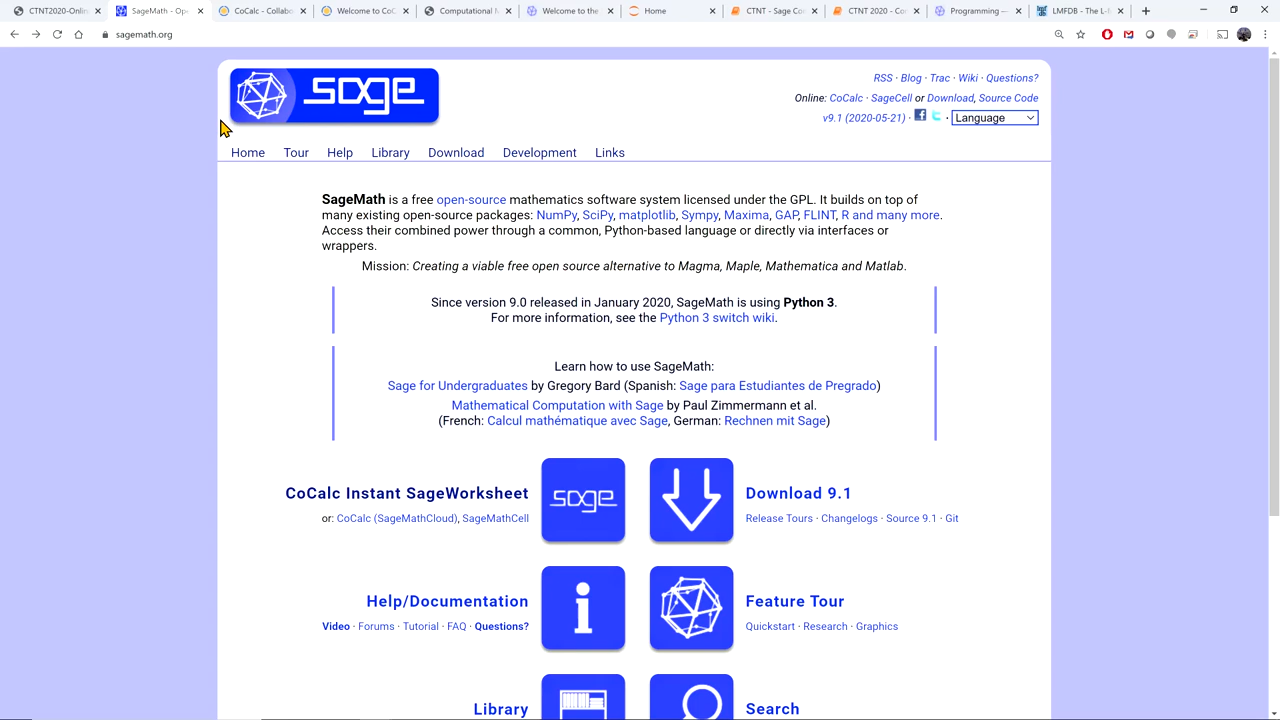 CTNT2020-Onlin
SageMath - Op
CoCalc - Collabo
Welcome to CoC
Computational M
Welcome to the
Home
CTNT - Sage Con
CTNT 2020 - Con
Programming —
LMFDB - The L-f
sagemath.org
sage
RSS · Blog · Trac · Wiki · Questions?
Online: CoCalc · SageCell or Download, Source Code
v9.1 (2020-05-21) · · Language
Home Tour Help Library Download Development Links
SageMath is a free open-source mathematics software system licensed under the GPL. It builds on top of
many existing open-source packages: NumPy, SciPy, matplotlib, Sympy, Maxima, GAP, FLINT, R and many more.
Access their combined power through a common, Python-based language or directly via interfaces or
wrappers.
Mission: Creating a viable free open source alternative to Magma, Maple, Mathematica and Matlab.
Since version 9.0 released in January 2020, SageMath is using Python 3.
For more information, see the Python 3 switch wiki.
Learn how to use SageMath:
Sage for Undergraduates by Gregory Bard (Spanish: Sage para Estudiantes de Pregrado)
Mathematical Computation with Sage by Paul Zimmermann et al.
(French: Calcul mathématique avec Sage, German: Rechnen mit Sage)
CoCalc Instant SageWorksheet
or: CoCalc (SageMathCloud), SageMathCell
sage
Download 9.1
Release Tours · Changelogs · Source 9.1 · Git
Help/Documentation
Video · Forums · Tutorial · FAQ · Questions?
Feature Tour
Quickstart · Research · Graphics
Library
Search